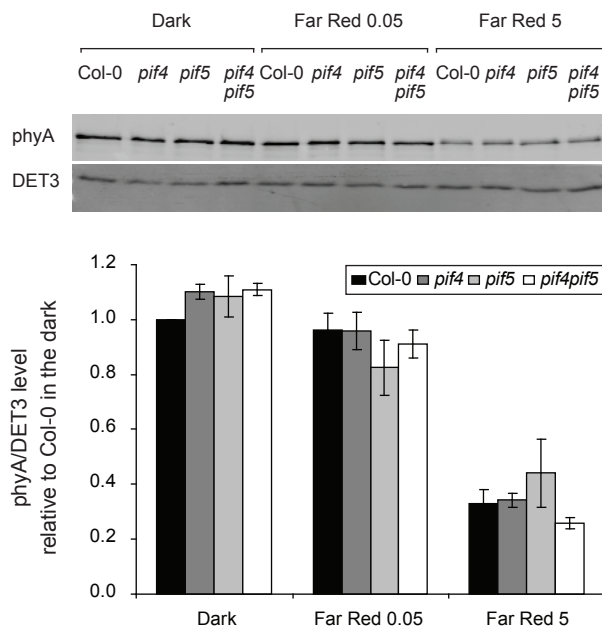 Dark Far Red 0.05 Far Red 5
Col-0 pif4 pif5 pif4 Col-0 pif4 pif5 pif4 Col-0 pif4 pif5 pif4
pif5 pif5 pif5
phyA
DET3
1.2
Col-0 pif4 pif5 pif4pif5
1.0
0.8
0.6
0.4
0.2
0.0
phyA/DET3 level
relative to Col-0 in the dark
Dark Far Red 0.05 Far Red 5